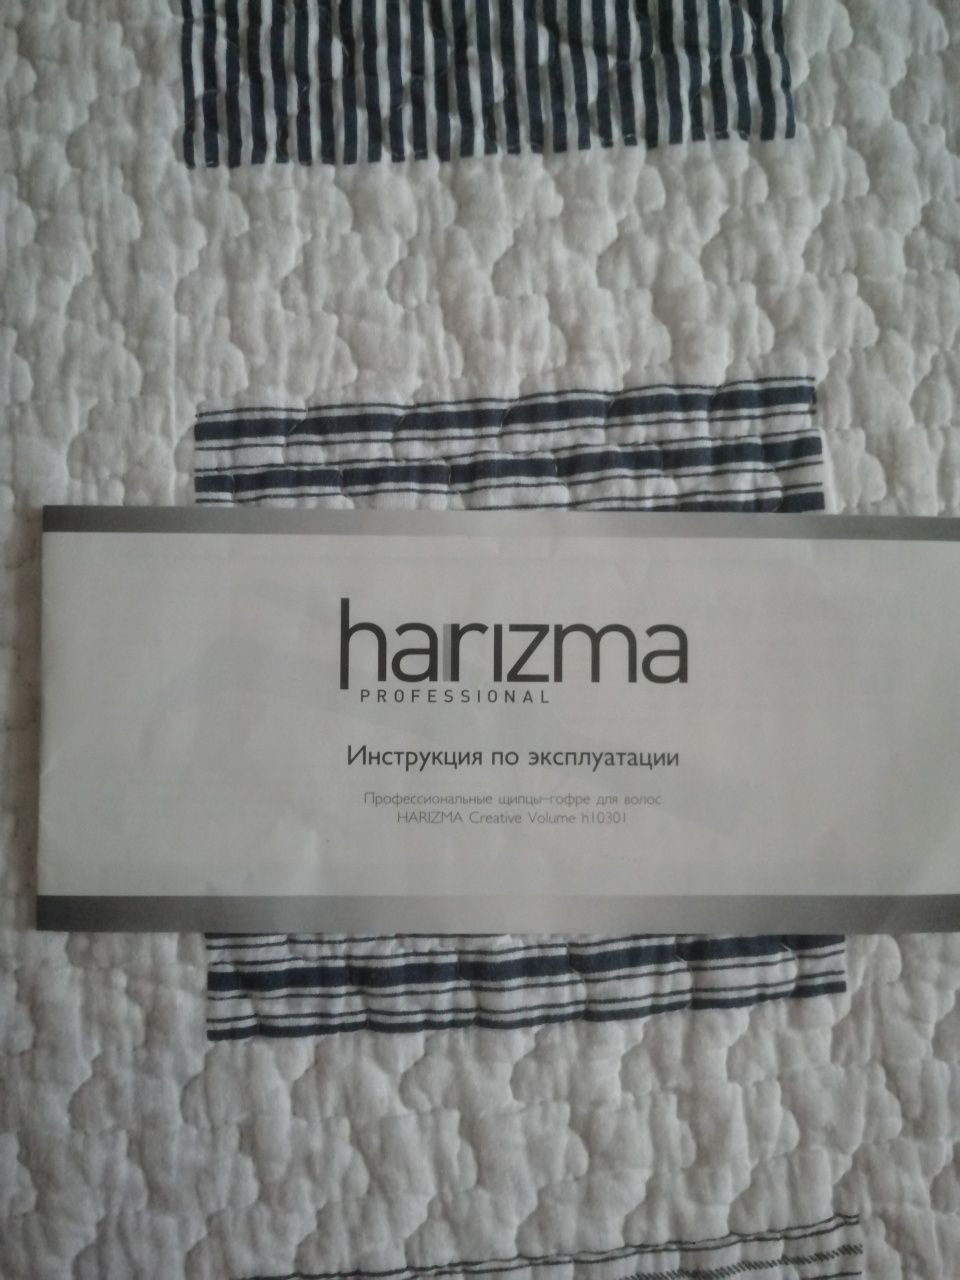 harizma
PROFESSIONAL
Инструкция по эксплуатации
Профессиональные щипцы-гофре для волос
HARIZMA Creative Volume h10301